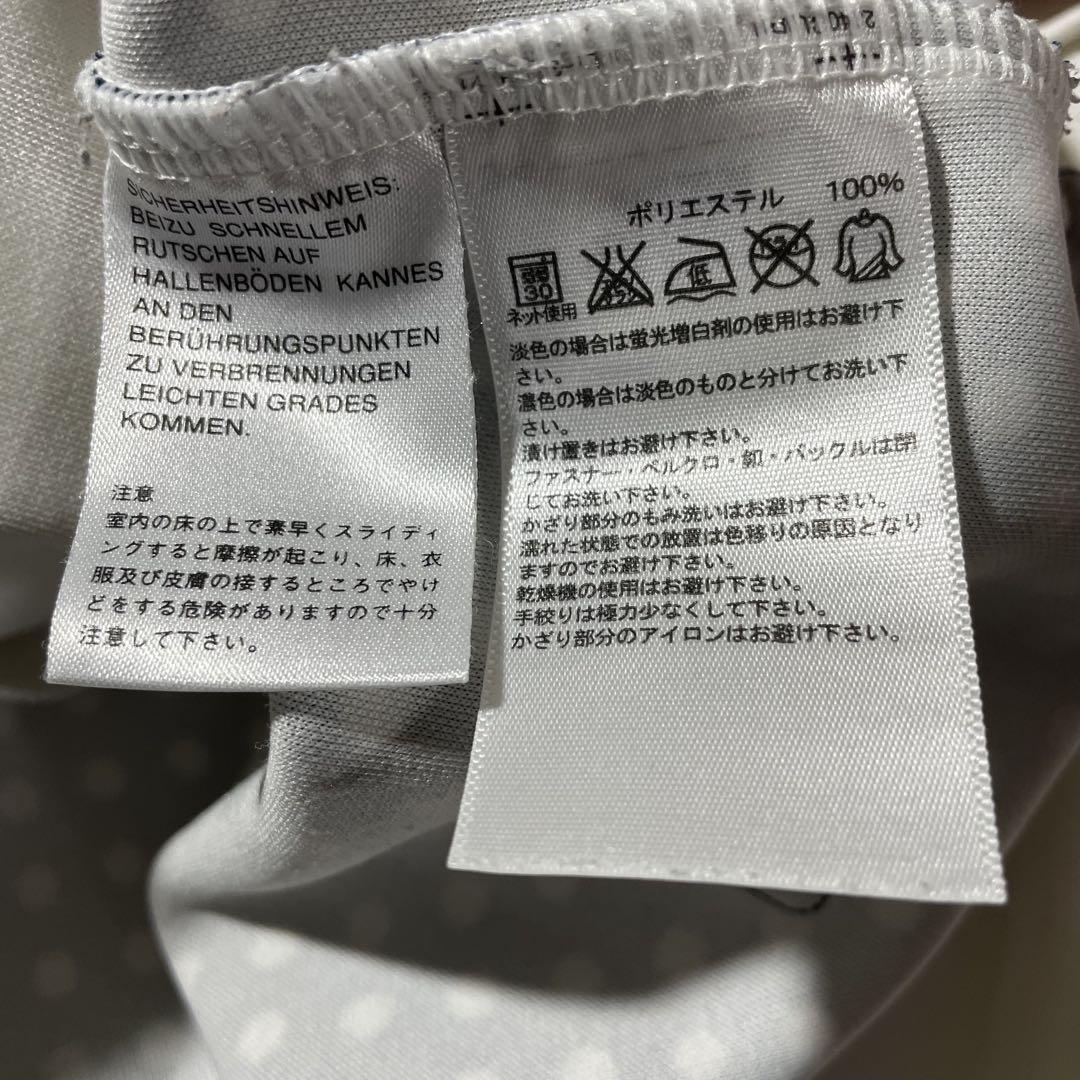 SICHERHEITSHINWEIS:
BEIZU SCHNELLEM
RUTSCHEN AUF
HALLENBÖDEN KANNES
AN DEN
BERÜHRUNGSPUNKTEN
ZU VERBRENNUNGEN
LEICHTEN GRADES
KOMMEN.
注意
室内の床の上で素早くスライディ
ングすると摩擦が起こり、床、衣
服及び皮膚の接するところでやけ
どをする危険がありますので十分
注意して下さい。
ポリエステル 100%
弱 30 低
ネット使用
淡色の場合は蛍光増白剤の使用はお避け下
さい。
濃色の場合は淡色のものと分けてお洗い下
さい。
漬け置きはお避け下さい。
ファスナー・ベルクロ・釦・バックルは閉
じてお洗い下さい。
かざり部分のもみ洗いはお避け下さい。
濡れた状態での放置は色移りの原因となり
ますのでお避け下さい。
乾燥機の使用はお避け下さい。
手絞りは極力少なくして下さい。
かざり部分のアイロンはお避け下さい。